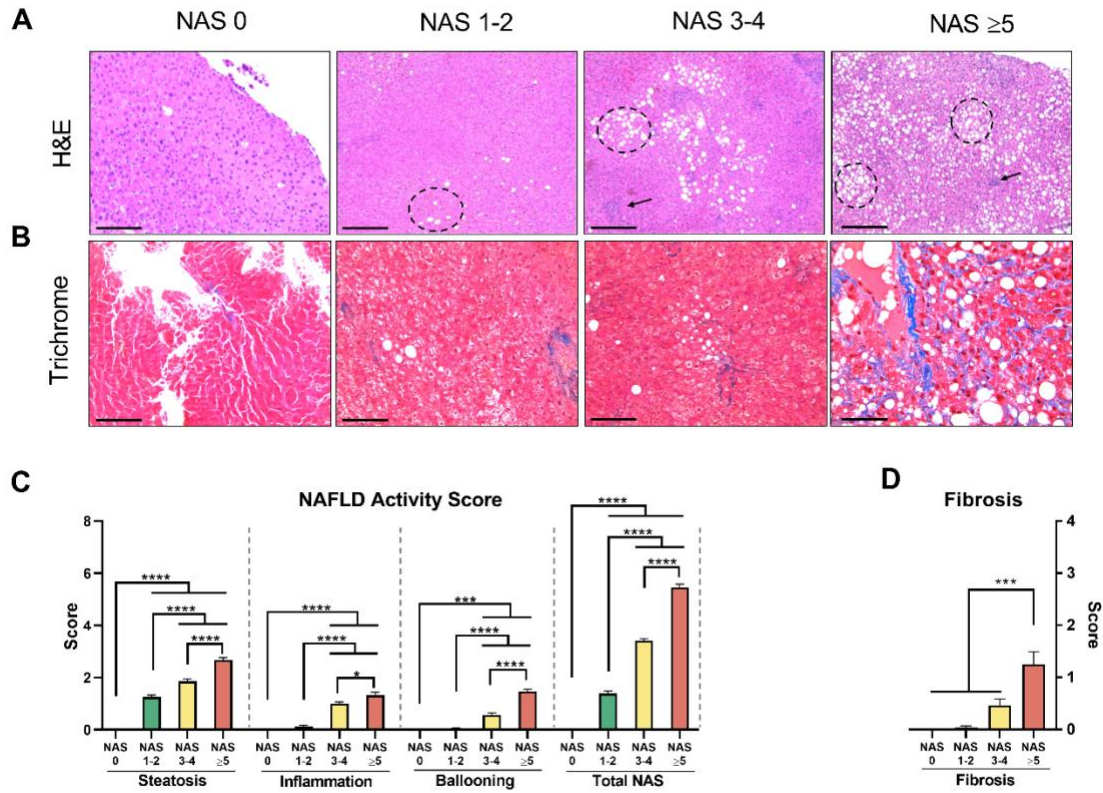 A
NAS 0 NAS 1-2 NAS 3-4 NAS ≥5
H&E
B
Trichrome
C
NAFLD Activity Score
Score
8
6
4
2
0
****
****
****
****
****
*
***
****
****
****
****
****
NAS NAS NAS NAS NAS NAS NAS NAS NAS NAS NAS NAS NAS NAS NAS NAS
0 1-2 3-4 ≥5 0 1-2 3-4 ≥5 0 1-2 3-4 ≥5 0 1-2 3-4 ≥5
Steatosis Inflammation Ballooning Total NAS
D
Fibrosis
Score
4
3
2
1
0
***
NAS NAS NAS NAS
0 1-2 3-4 ≥5
Fibrosis